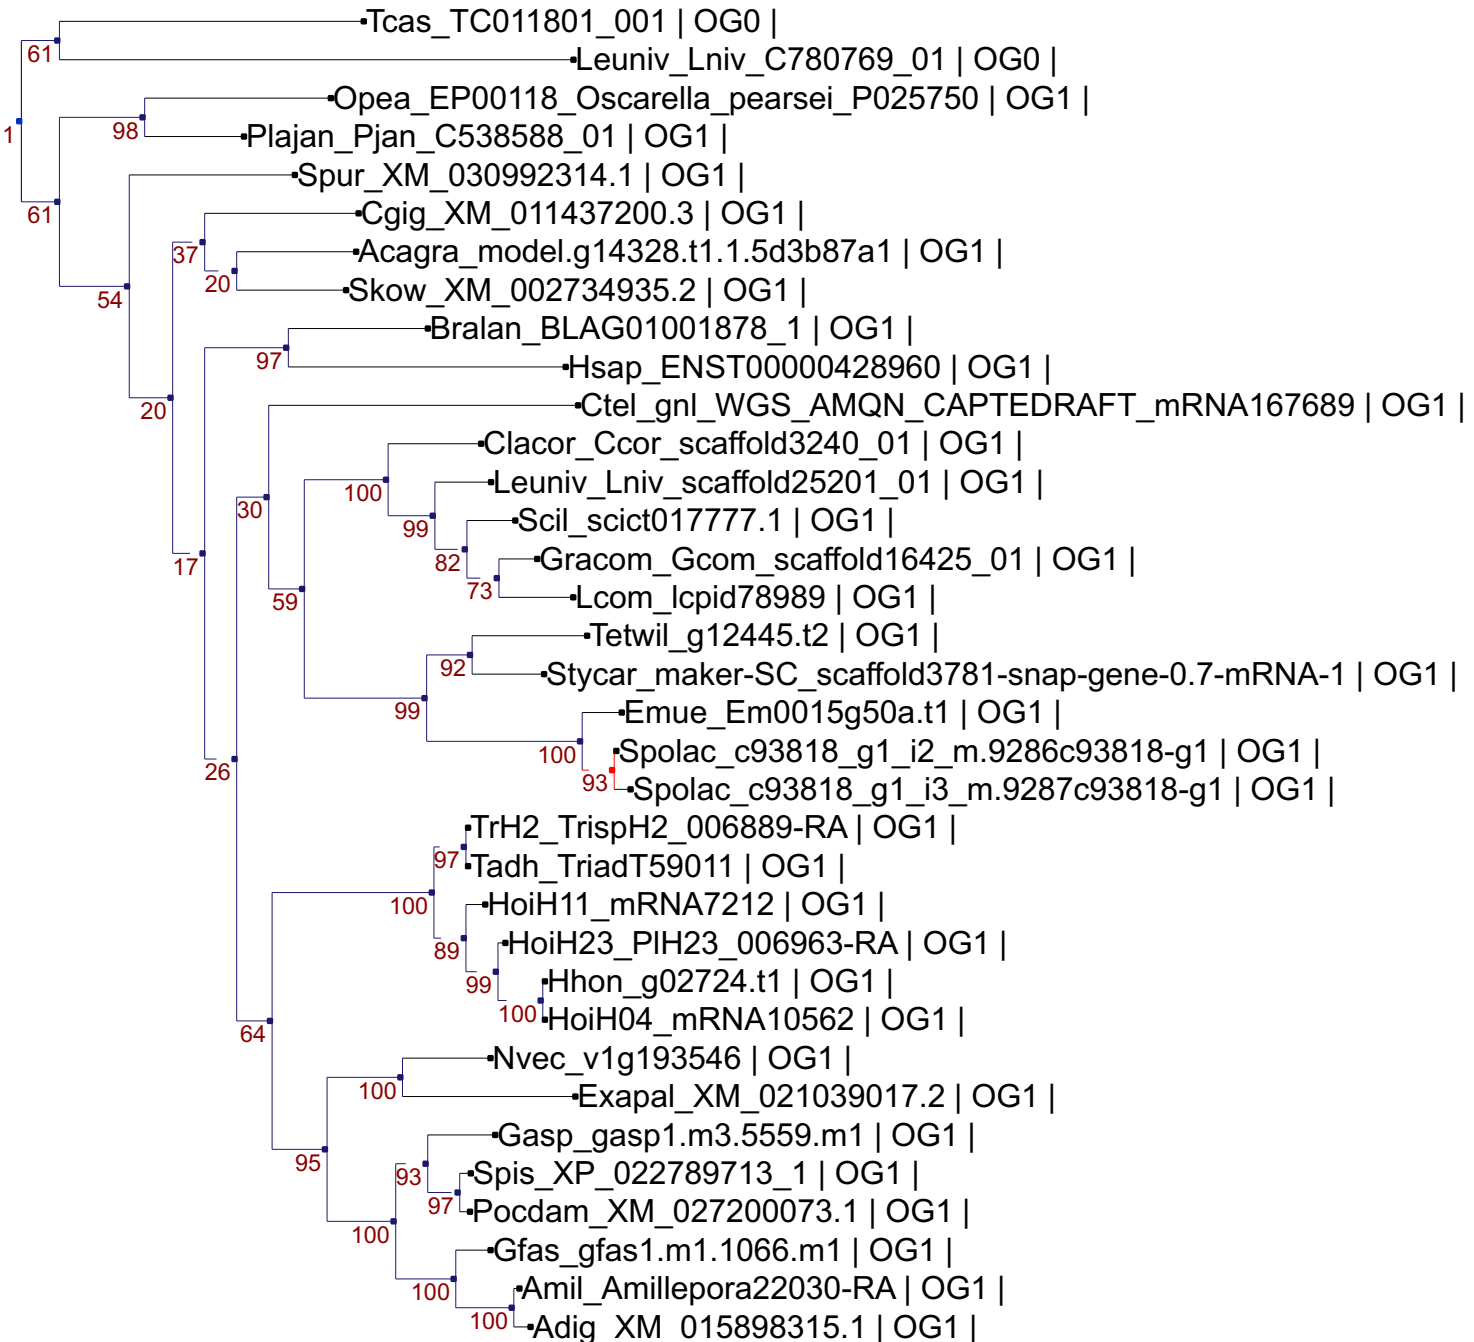 Tcas_TC011801_001 | OG0 |
61
Leuniv_Lniv_C780769_01 | OG0 |
Opea_EP00118_Oscarella_pearsei_P025750 | OG1 |
1
98
Plajan_Pjan_C538588_01 | OG1 |
Spur_XM_030992314.1 | OG1 |
61
Cgig_XM_011437200.3 | OG1 |
37
Acagra_model.g14328.t1.1.5d3b87a1 | OG1 |
20
54
Skow_XM_002734935.2 | OG1 |
Bralan_BLAG01001878_1 | OG1 |
97
Hsap_ENST00000428960 | OG1 |
20
Ctel_gnl_WGS_AMQN_CAPTEDRAFT_mRNA167689 | OG1 |
Clacor_Ccor_scaffold3240_01 | OG1 |
100
Leuniv_Lniv_scaffold25201_01 | OG1 |
30
99
Scil_scict017777.1 | OG1 |
82
Gracom_Gcom_scaffold16425_01 | OG1 |
17
73
59
Lcom_lcpid78989 | OG1 |
Tetwil_g12445.t2 | OG1 |
92
Stycar_maker-SC_scaffold3781-snap-gene-0.7-mRNA-1 | OG1 |
99
Emue_Em0015g50a.t1 | OG1 |
100
Spolac_c93818_g1_i2_m.9286c93818-g1 | OG1 |
26
93
Spolac_c93818_g1_i3_m.9287c93818-g1 | OG1 |
TrH2_TrispH2_006889-RA | OG1 |
97
Tadh_TriadT59011 | OG1 |
100
HoiH11_mRNA7212 | OG1 |
89
HoiH23_PlH23_006963-RA | OG1 |
99
Hhon_g02724.t1 | OG1 |
100
HoiH04_mRNA10562 | OG1 |
64
Nvec_v1g193546 | OG1 |
100
Exapal_XM_021039017.2 | OG1 |
Gasp_gasp1.m3.5559.m1 | OG1 |
95
93
Spis_XP_022789713_1 | OG1 |
97
Pocdam_XM_027200073.1 | OG1 |
100
Gfas_gfas1.m1.1066.m1 | OG1 |
100
Amil_Amillepora22030-RA | OG1 |
100
Adig_XM_015898315.1 | OG1 |